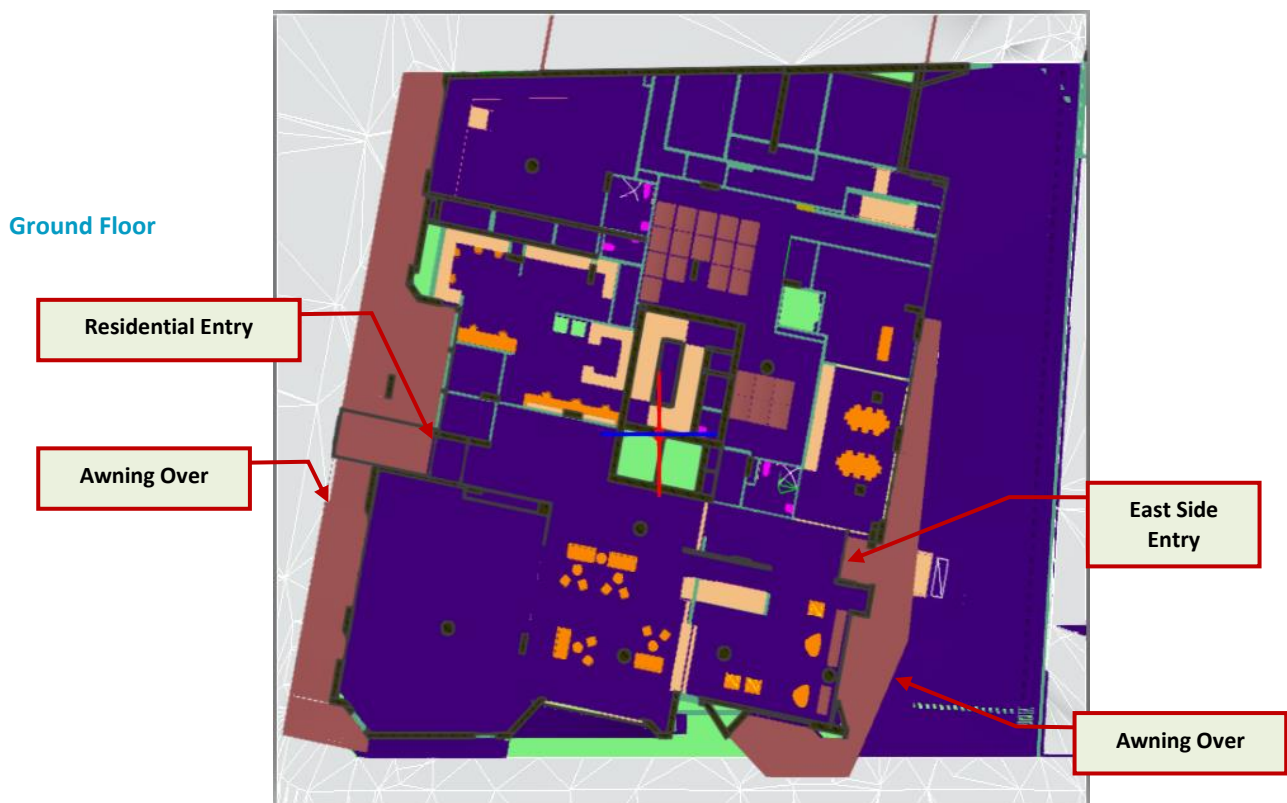 Ground Floor
Residential Entry
Awning Over
East Side
Entry
Awning Over